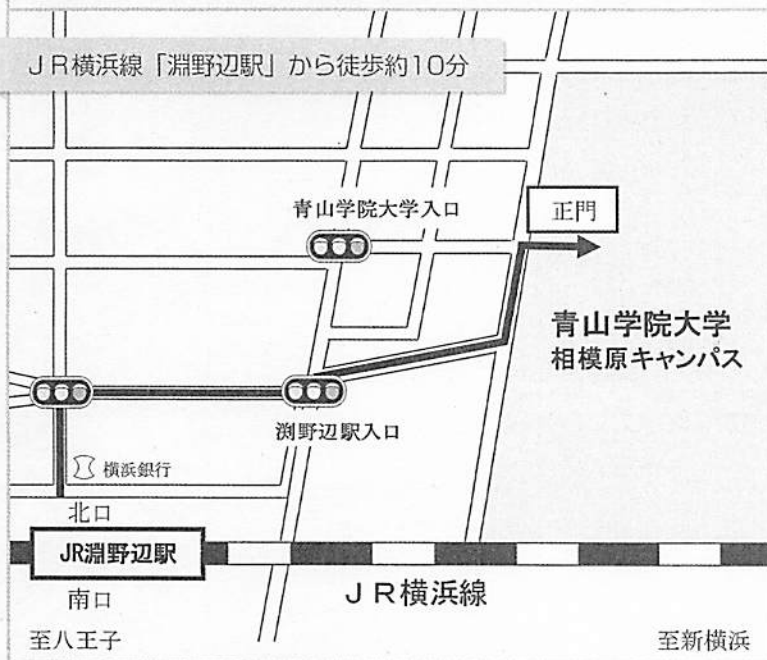 JR横浜線「淵野辺駅」から徒歩約10分
青山学院大学入口
正門
青山学院大学
相模原キャンパス
渕野辺駅入口
横浜銀行
北口
JR淵野辺駅
南口
JR横浜線
至八王子
至新横浜